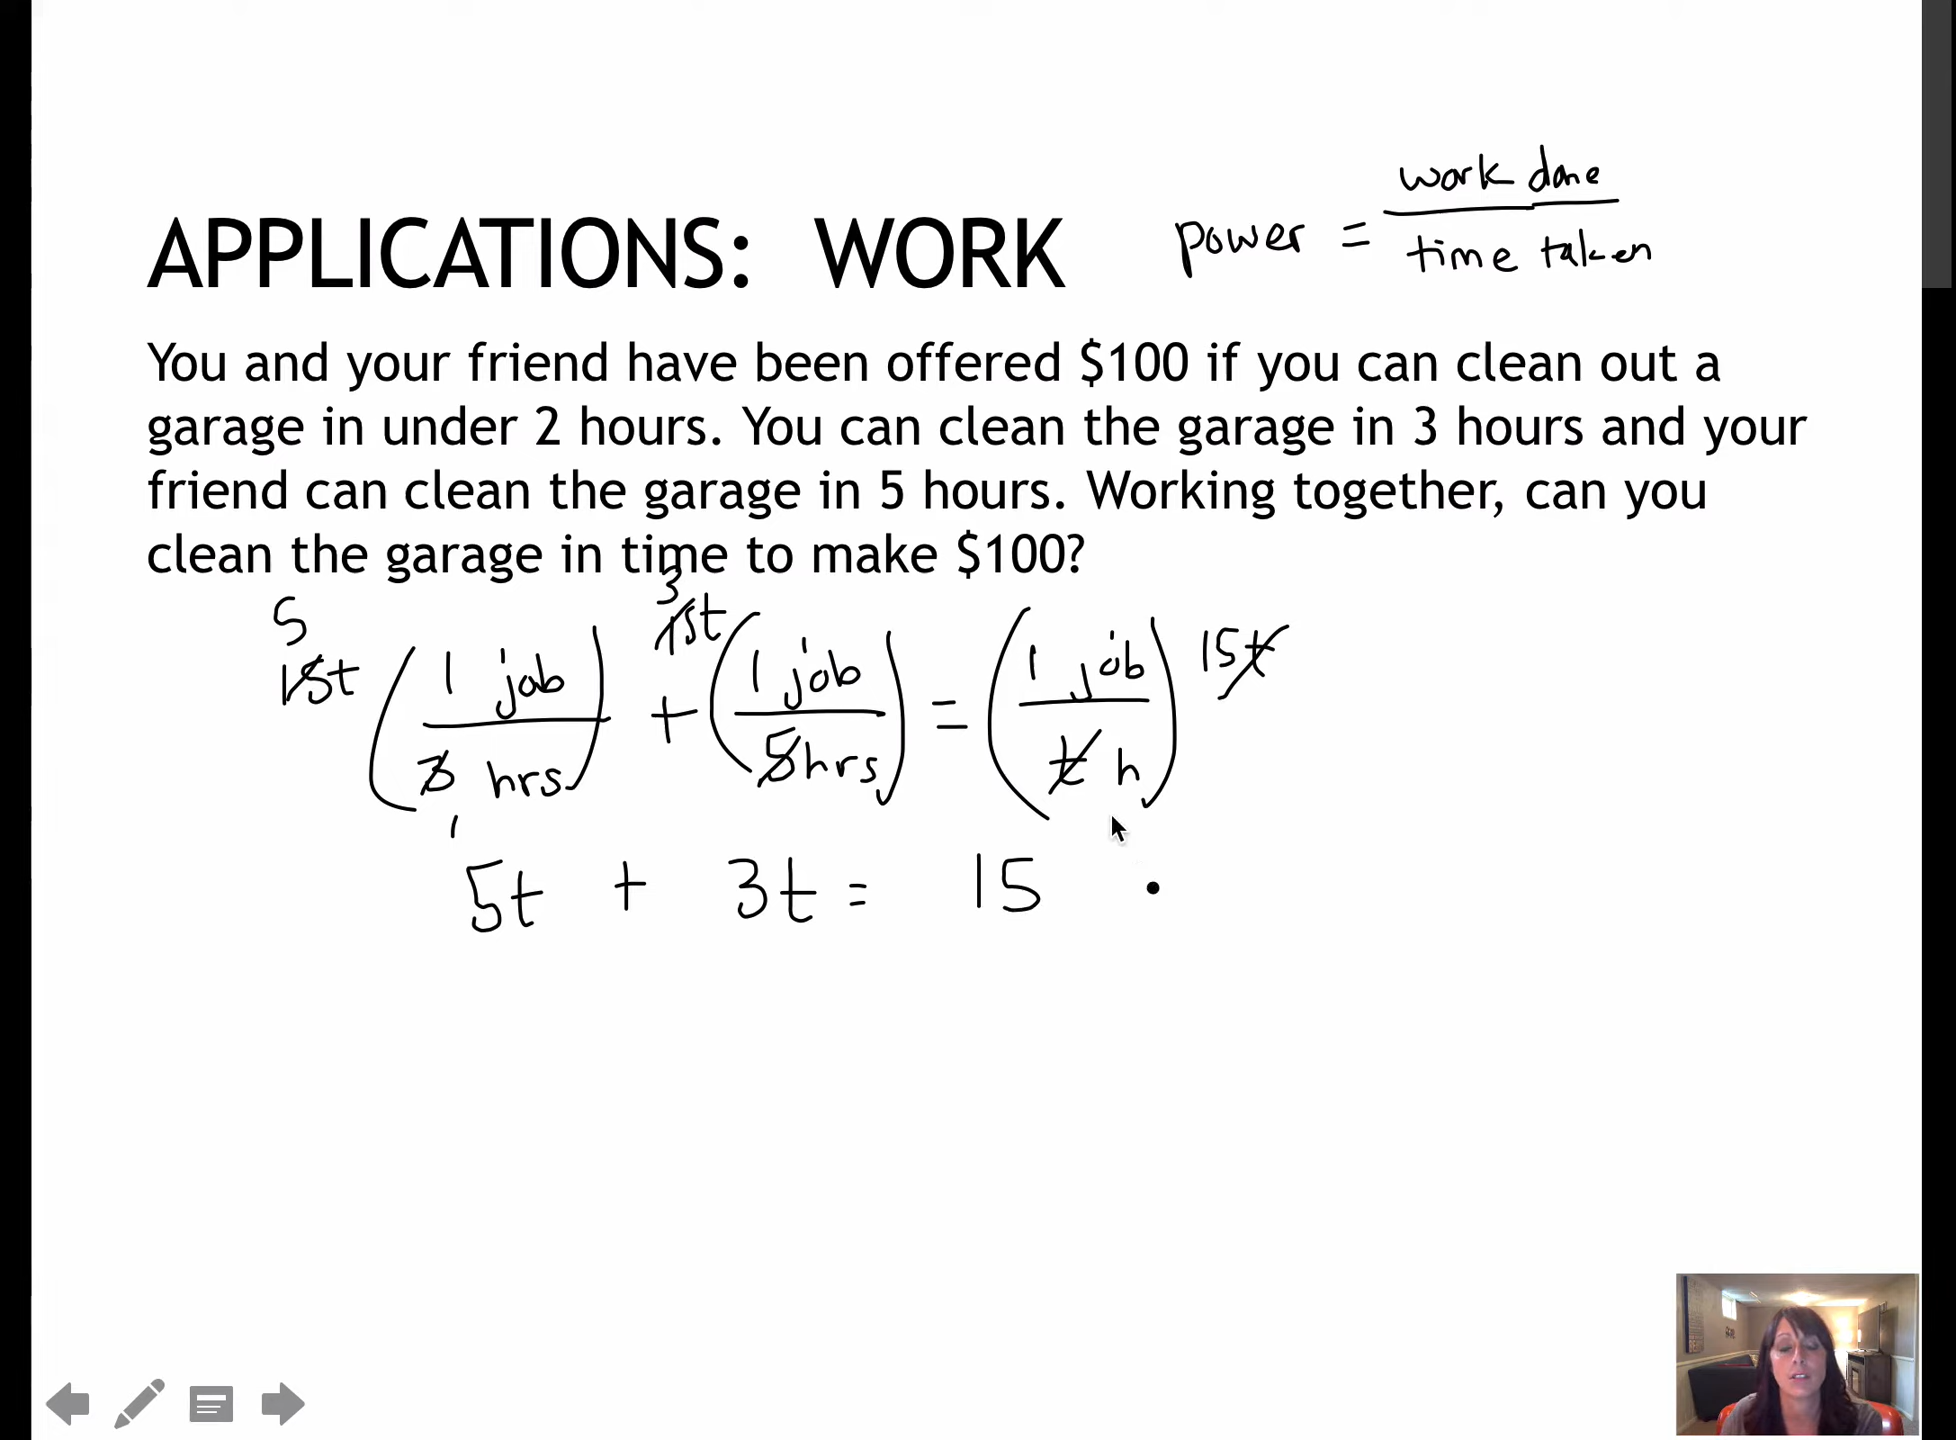 work done
APPLICATIONS: WORK power = ―――
time taken
You and your friend have been offered $100 if you can clean out a
garage in under 2 hours. You can clean the garage in 3 hours and your
friend can clean the garage in 5 hours. Working together, can you
clean the garage in time to make $100?
5 3
15t (1 job / 3 hrs) + 15t (1 job / 5 hrs) = (1 job / t h) 15t
1
5t + 3t = 15